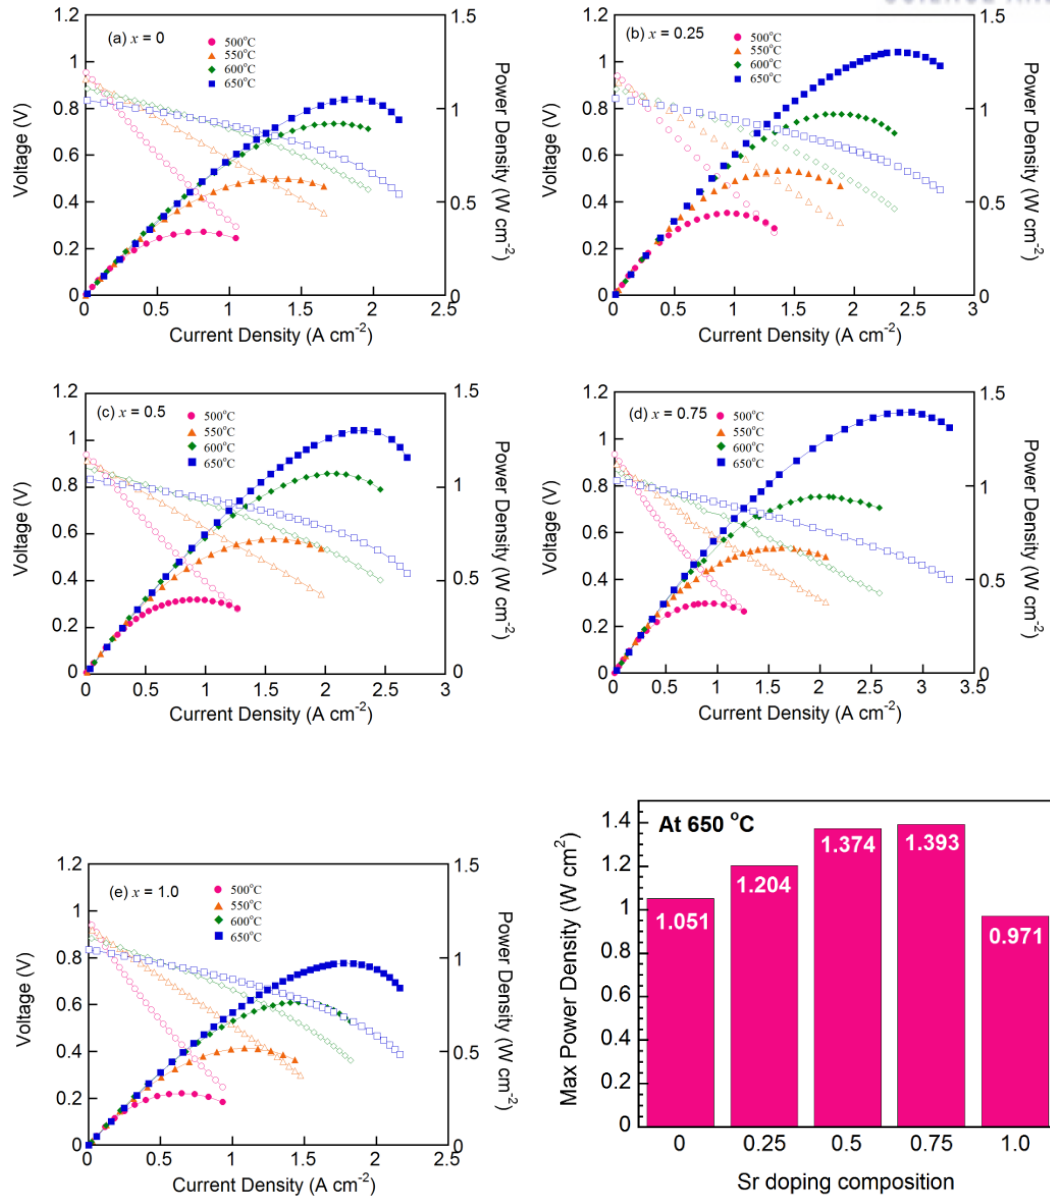 (a) x = 0
500°C
550°C
600°C
650°C
1.2
1
0.8
0.6
0.4
0.2
0
Voltage (V)
1.5
1
0.5
0
Power Density (W cm-2)
0 0.5 1 1.5 2 2.5
Current Density (A cm-2)
(b) x = 0.25
500°C
550°C
600°C
650°C
1.2
1
0.8
0.6
0.4
0.2
0
Voltage (V)
1.5
1
0.5
0
Power Density (W cm-2)
0 0.5 1 1.5 2 2.5 3
Current Density (A cm-2)
(c) x = 0.5
500°C
550°C
600°C
650°C
1.2
1
0.8
0.6
0.4
0.2
0
Voltage (V)
1.5
1
0.5
0
Power Density (W cm-2)
0 0.5 1 1.5 2 2.5 3
Current Density (A cm-2)
(d) x = 0.75
500°C
550°C
600°C
650°C
1.2
1
0.8
0.6
0.4
0.2
0
Voltage (V)
1.5
1
0.5
0
Power Density (W cm-2)
0 0.5 1 1.5 2 2.5 3 3.5
Current Density (A cm-2)
(e) x = 1.0
500°C
550°C
600°C
650°C
1.2
1
0.8
0.6
0.4
0.2
0
Voltage (V)
1.5
1
0.5
0
Power Density (W cm-2)
0 0.5 1 1.5 2 2.5
Current Density (A cm-2)
At 650 °C
1.4
1.2
1
0.8
0.6
0.4
0.2
0
Max Power Density (W cm2)
1.051
1.204
1.374
1.393
0.971
0 0.25 0.5 0.75 1.0
Sr doping composition